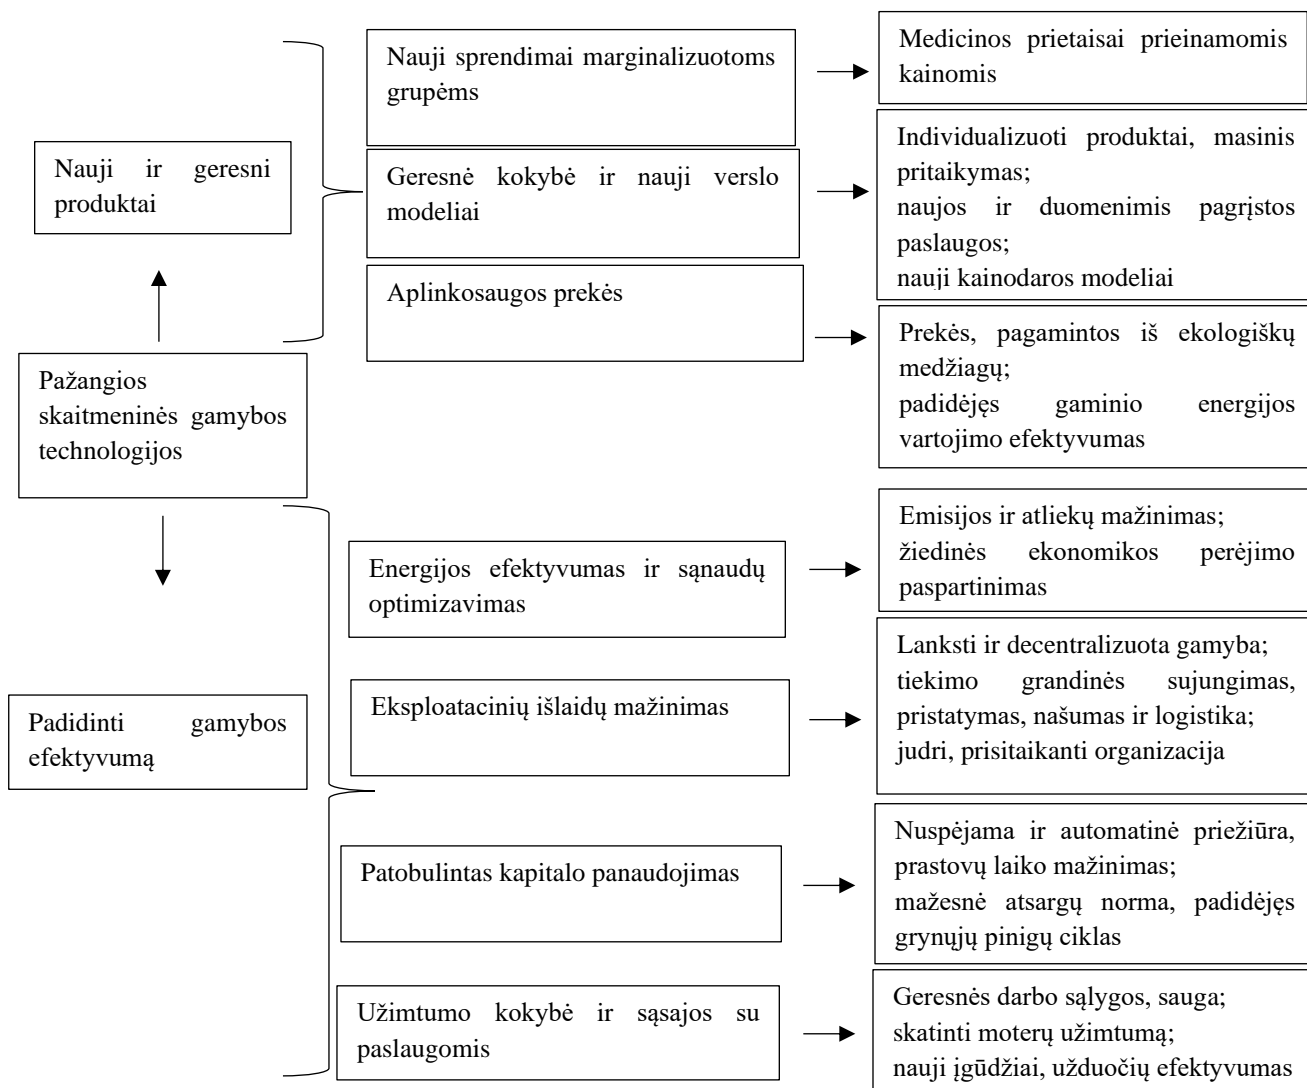 Nauji ir geresni
produktai
Pažangios
skaitmeninės gamybos
technologijos
Padidinti gamybos
efektyvumą
Nauji sprendimai marginalizuotoms
grupėms
Medicinos prietaisai prieinamomis
kainomis
Geresnė kokybė ir nauji verslo
modeliai
Individualizuoti produktai, masinis
pritaikymas;
naujos ir duomenimis pagrįstos
paslaugos;
nauji kainodaros modeliai
Aplinkosaugos prekės
Prekės, pagamintos iš ekologiškų
medžiagų;
padidėjęs gaminio energijos
vartojimo efektyvumas
Energijos efektyvumas ir sąnaudų
optimizavimas
Emisijos ir atliekų mažinimas;
žiedinės ekonomikos perėjimo
paspartinimas
Eksploatacinių išlaidų mažinimas
Lanksti ir decentralizuota gamyba;
tiekimo grandinės sujungimas,
pristatymas, našumas ir logistika;
judri, prisitaikanti organizacija
Patobulintas kapitalo panaudojimas
Nuspėjama ir automatinė priežiūra,
prastovų laiko mažinimas;
mažesnė atsargų norma, padidėjęs
grynųjų pinigų ciklas
Užimtumo kokybė ir sąsajos su
paslaugomis
Geresnės darbo sąlygos, sauga;
skatinti moterų užimtumą;
nauji įgūdžiai, užduočių efektyvumas